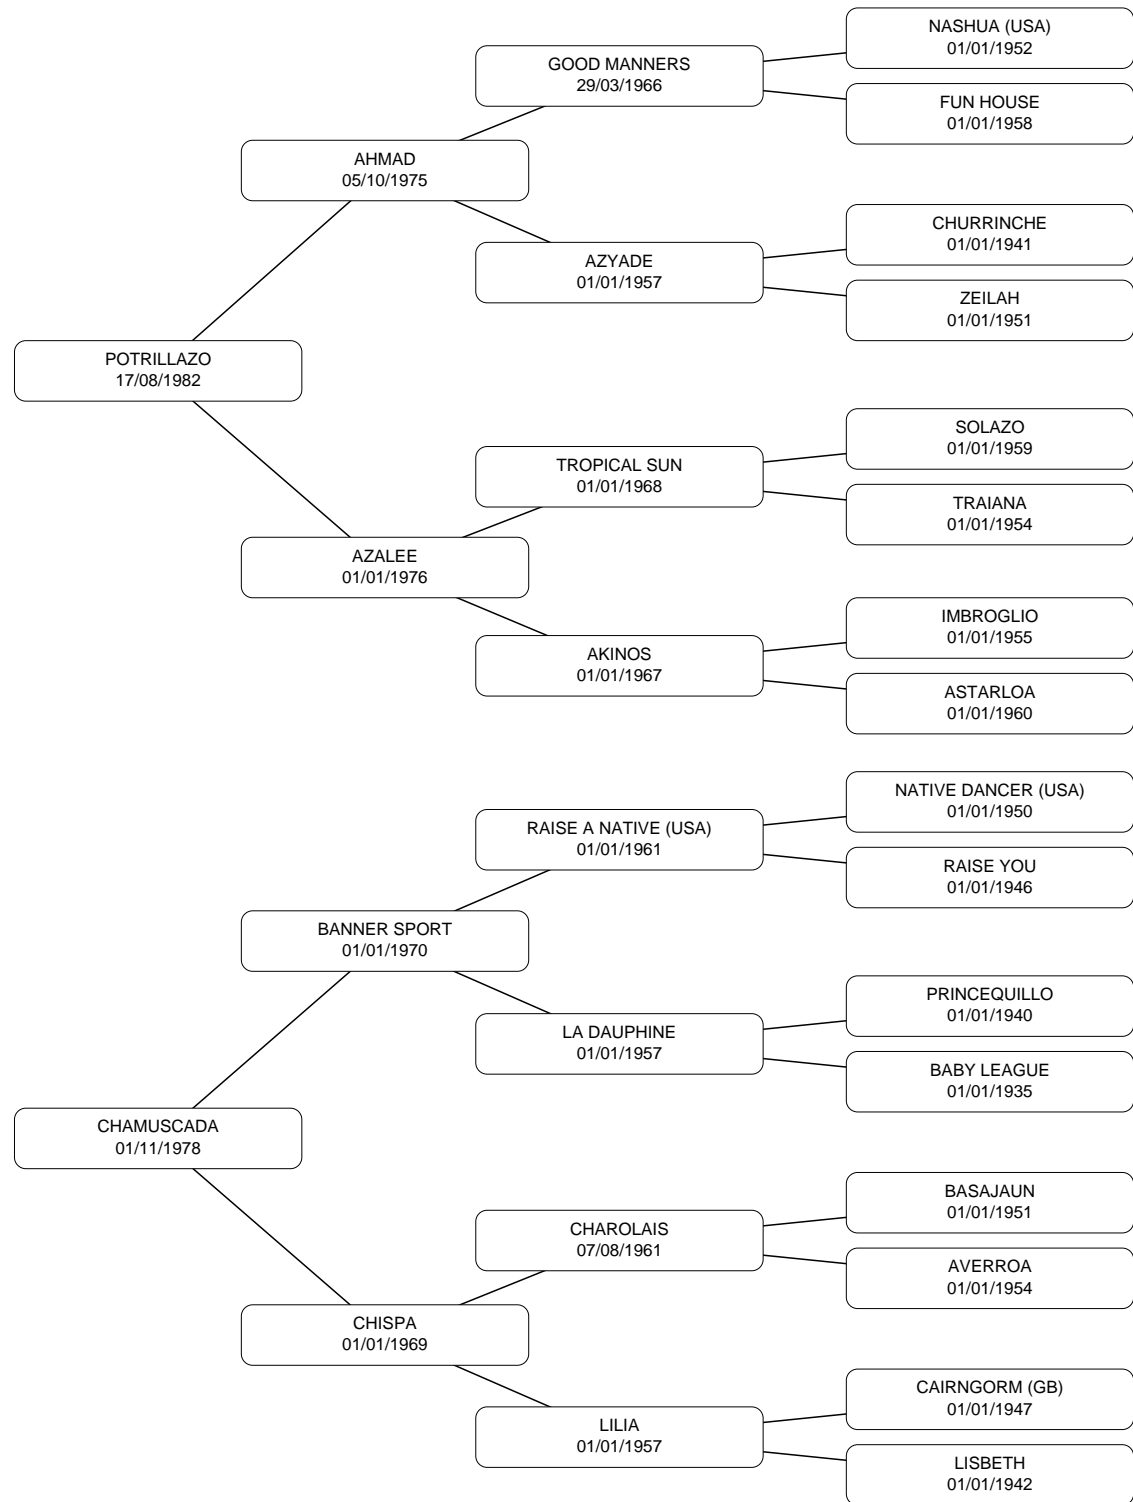 NASHUA (USA)
01/01/1952
GOOD MANNERS
29/03/1966
FUN HOUSE
01/01/1958
AHMAD
05/10/1975
CHURRINCHE
01/01/1941
AZYADE
01/01/1957
ZEILAH
01/01/1951
POTRILLAZO
17/08/1982
SOLAZO
01/01/1959
TROPICAL SUN
01/01/1968
TRAIANA
01/01/1954
AZALEE
01/01/1976
IMBROGLIO
01/01/1955
AKINOS
01/01/1967
ASTARLOA
01/01/1960
NATIVE DANCER (USA)
01/01/1950
RAISE A NATIVE (USA)
01/01/1961
RAISE YOU
01/01/1946
BANNER SPORT
01/01/1970
PRINCEQUILLO
01/01/1940
LA DAUPHINE
01/01/1957
BABY LEAGUE
01/01/1935
CHAMUSCADA
01/11/1978
BASAJAUN
01/01/1951
CHAROLAIS
07/08/1961
AVERROA
01/01/1954
CHISPA
01/01/1969
CAIRNGORM (GB)
01/01/1947
LILIA
01/01/1957
LISBETH
01/01/1942